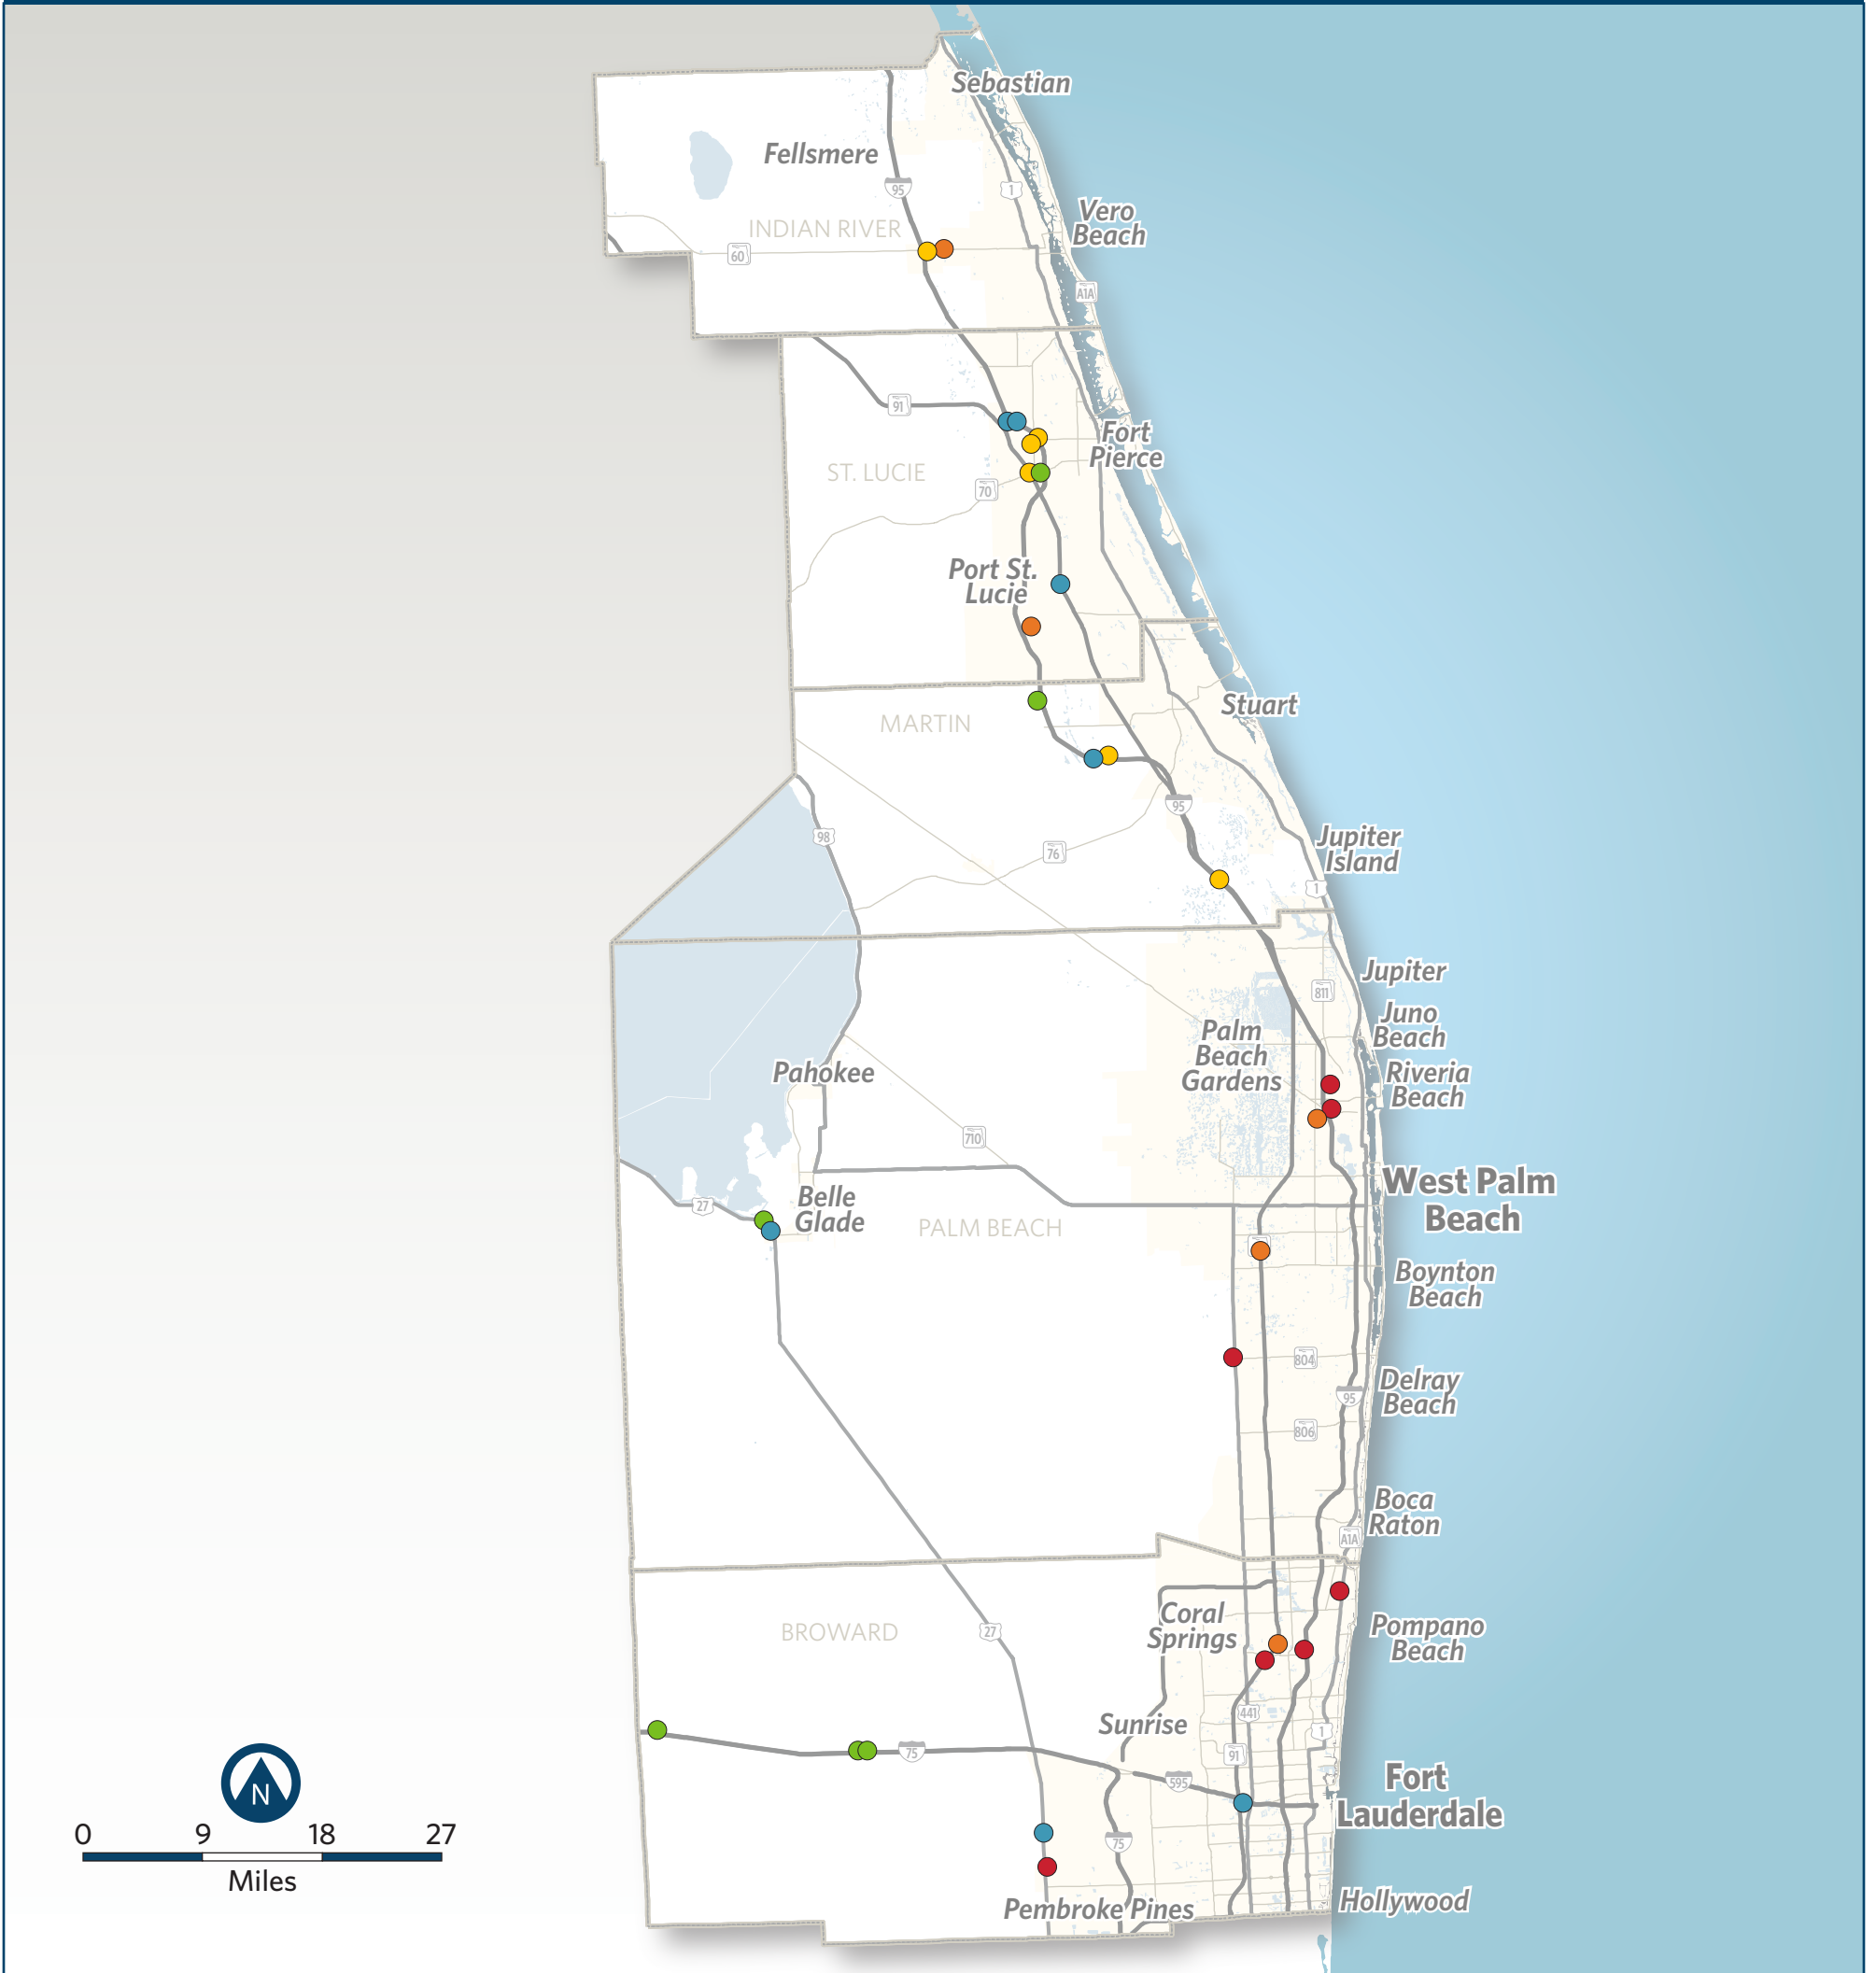 Sebastian
Fellsmere
95
1
Vero
Beach
INDIAN RIVER
60
A1A
91
Fort
Pierce
ST. LUCIE
70
Port St.
Lucie
Stuart
MARTIN
95
98
Jupiter
Island
76
1
Jupiter
811
Juno
Beach
Palm
Beach
Gardens
Riveria
Beach
Pahokee
710
West Palm
Beach
Belle
Glade
27
PALM BEACH
Boynton
Beach
804
Delray
Beach
95
806
Boca
Raton
A1A
Coral
Springs
Pompano
Beach
BROWARD
27
441
Sunrise
1
75
91
595
Fort
Lauderdale
N
0 9 18 27
Miles
75
Pembroke Pines
Hollywood